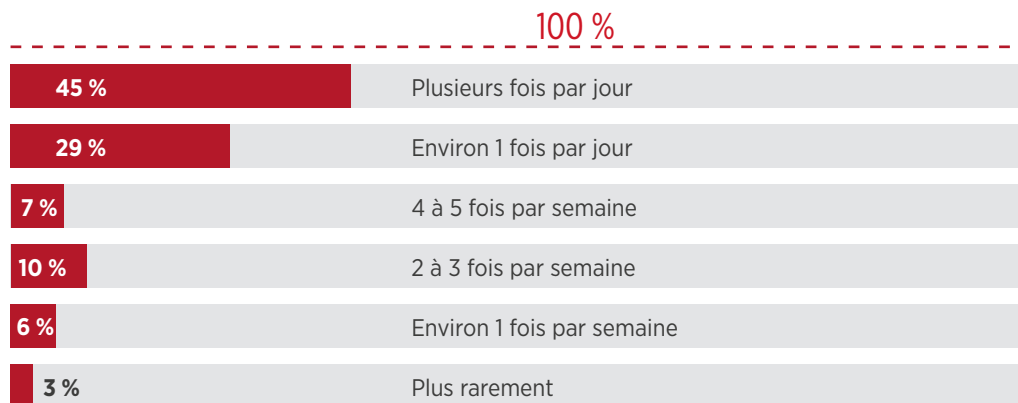 100 %
45 % Plusieurs fois par jour
29 % Environ 1 fois par jour
7 % 4 à 5 fois par semaine
10 % 2 à 3 fois par semaine
6 % Environ 1 fois par semaine
3 % Plus rarement